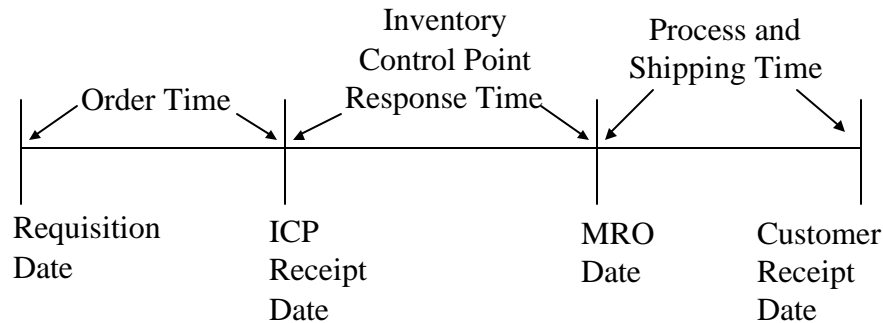 Inventory
Control Point
Response Time
Process and
Shipping Time
Order Time
Requisition
Date
ICP
Receipt
Date
MRO
Date
Customer
Receipt
Date